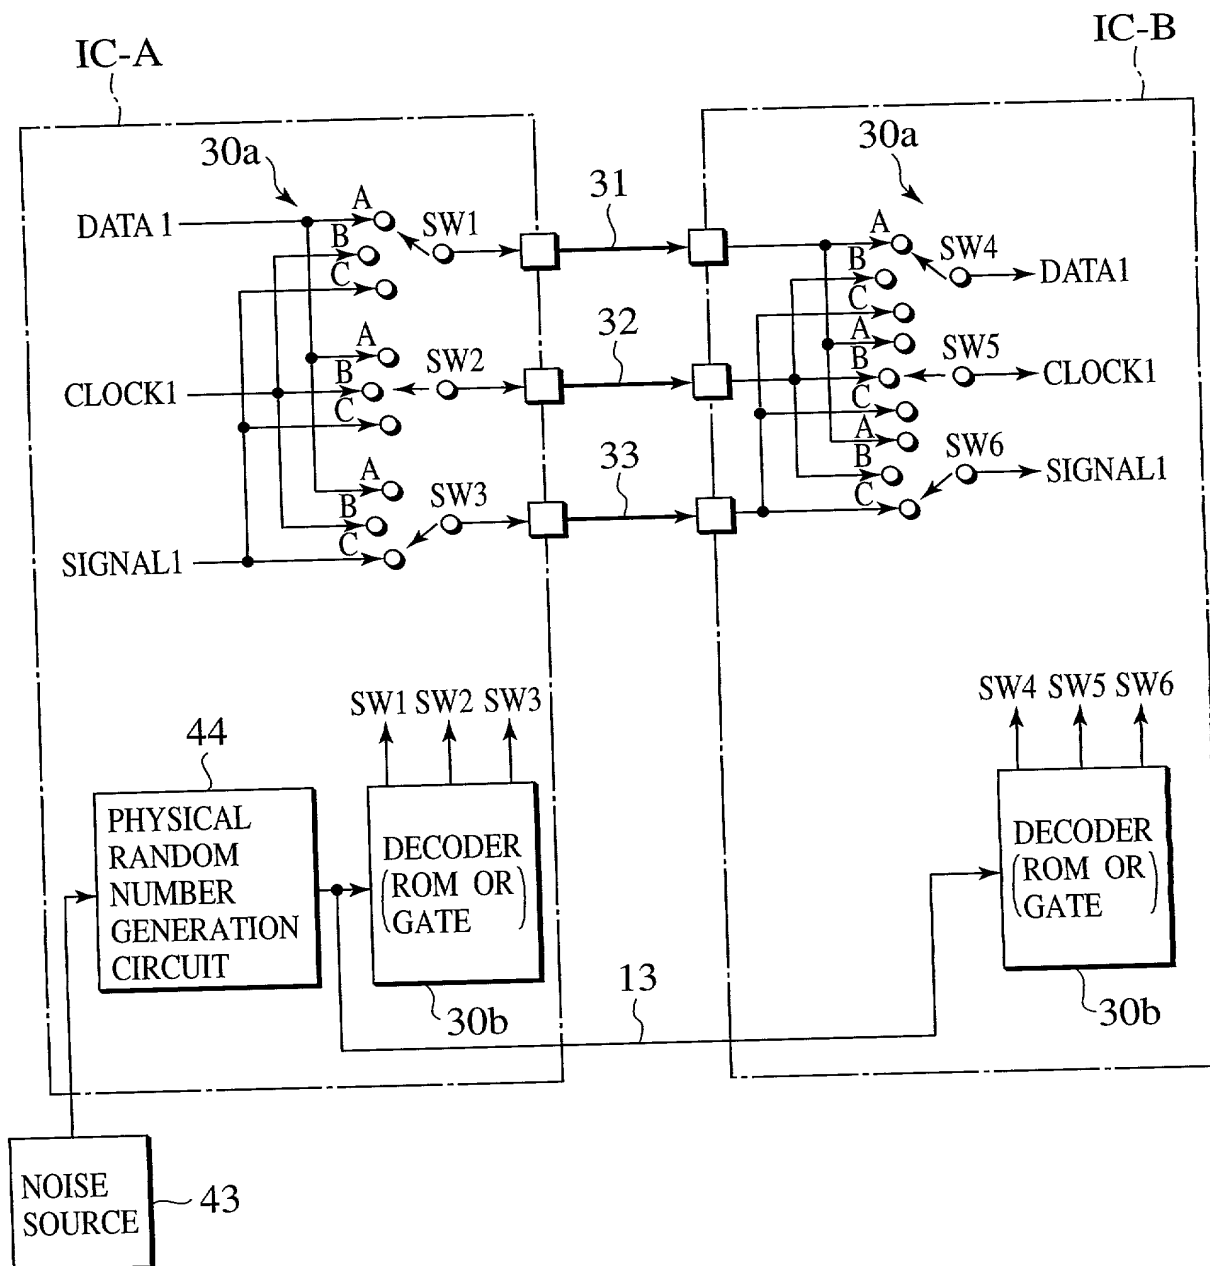 IC-A
IC-B
30a
30a
DATA 1
A
SW1
31
A
SW4
DATA1
B
B
C
C
32
A
A
CLOCK1
B
SW2
B
SW5
CLOCK1
C
C
33
A
A
B
SW3
B
SW6
SIGNAL1
SIGNAL1
C
C
SW1 SW2 SW3
SW4 SW5 SW6
44
PHYSICAL
RANDOM
NUMBER
GENERATION
CIRCUIT
DECODER
(ROM OR
GATE)
30b
DECODER
(ROM OR
GATE)
30b
13
NOISE
SOURCE
43